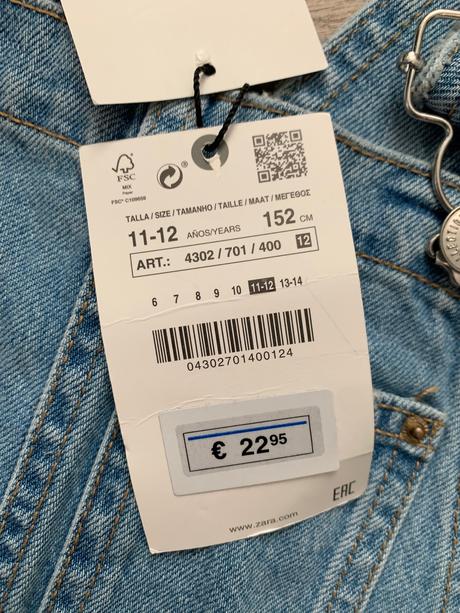 FSC
MIX
Paper
FSC® C109658
®
TALLA / SIZE / TAMANHO / TAILLE / MAAT / ΜΕΓΕΘΟΣ
11-12 AÑOS/YEARS 152 CM
ART.: 4302 / 701 / 400 12
6 7 8 9 10 11-12 13-14
04302701400124
€ 22 95
EAC
www.zara.com